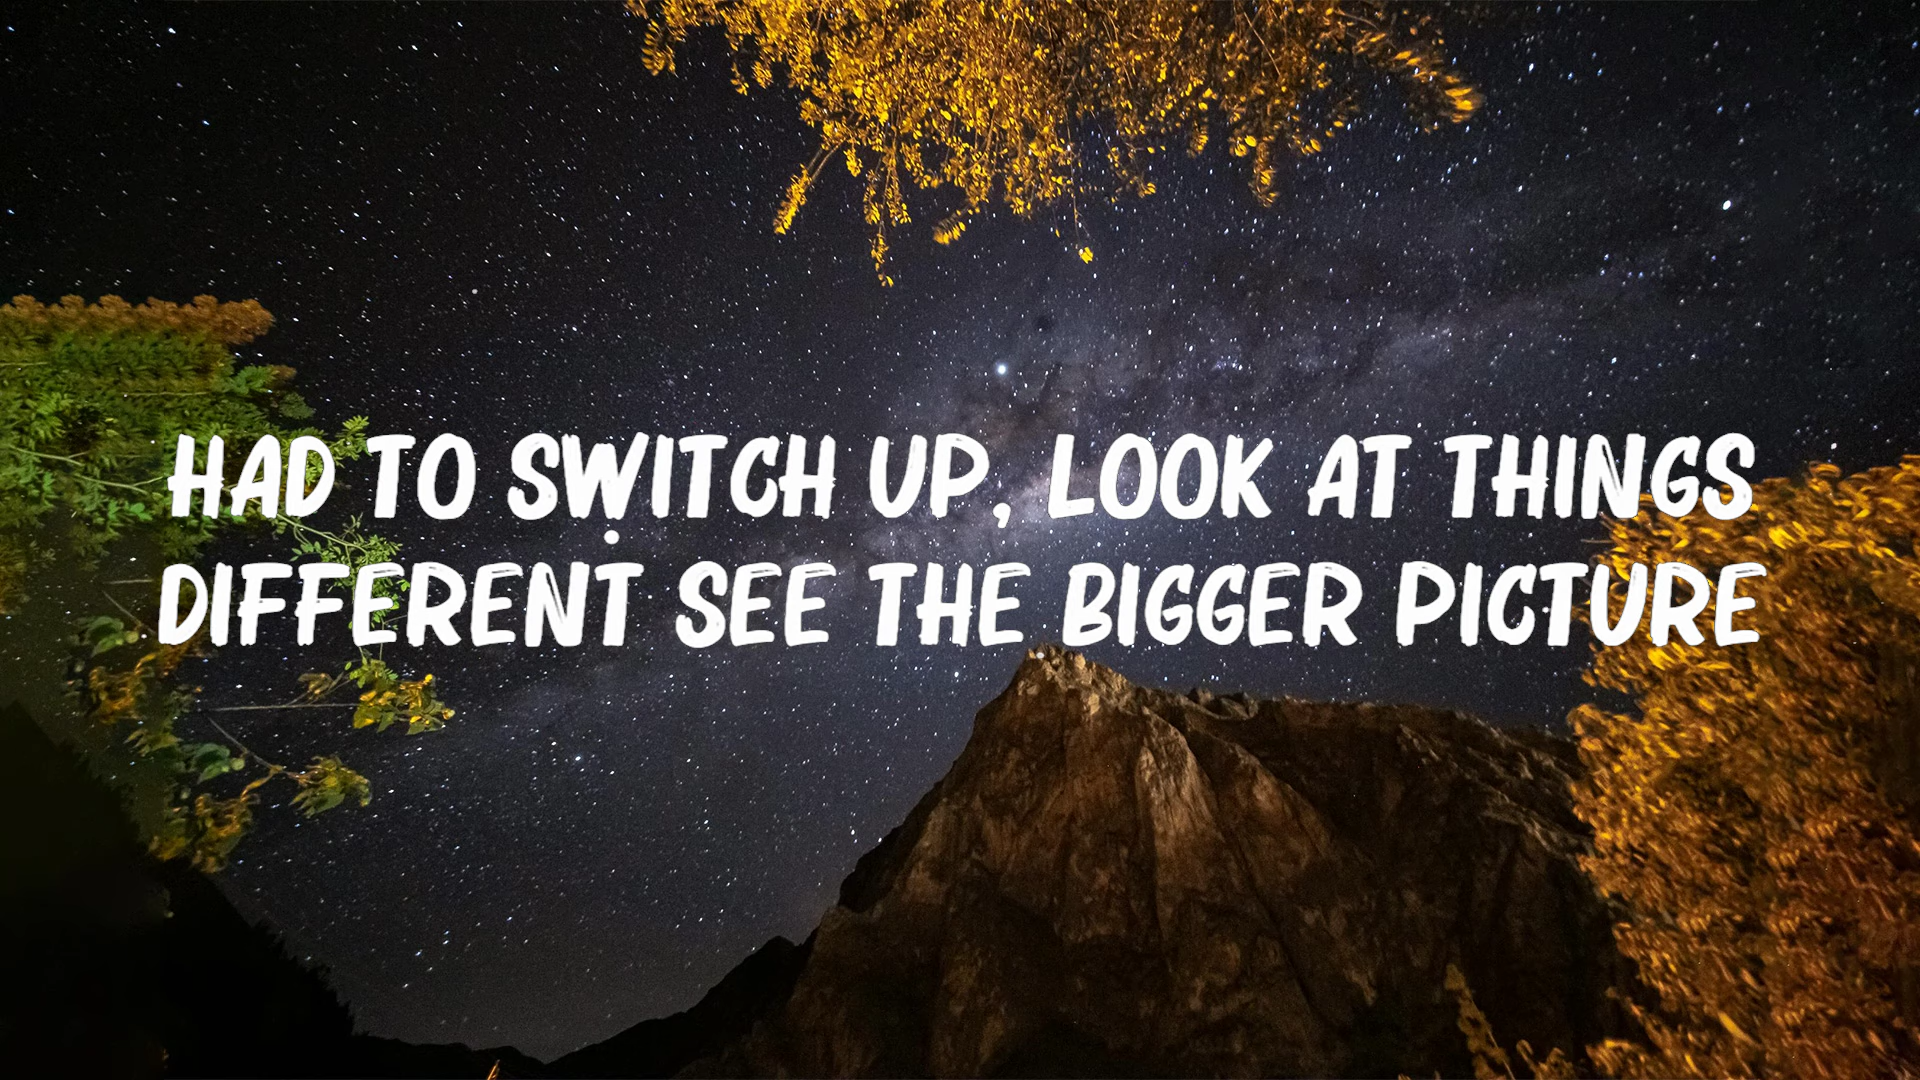 HAD TO SWITCH UP, LOOK AT THINGS
DIFFERENT SEE THE BIGGER PICTURE